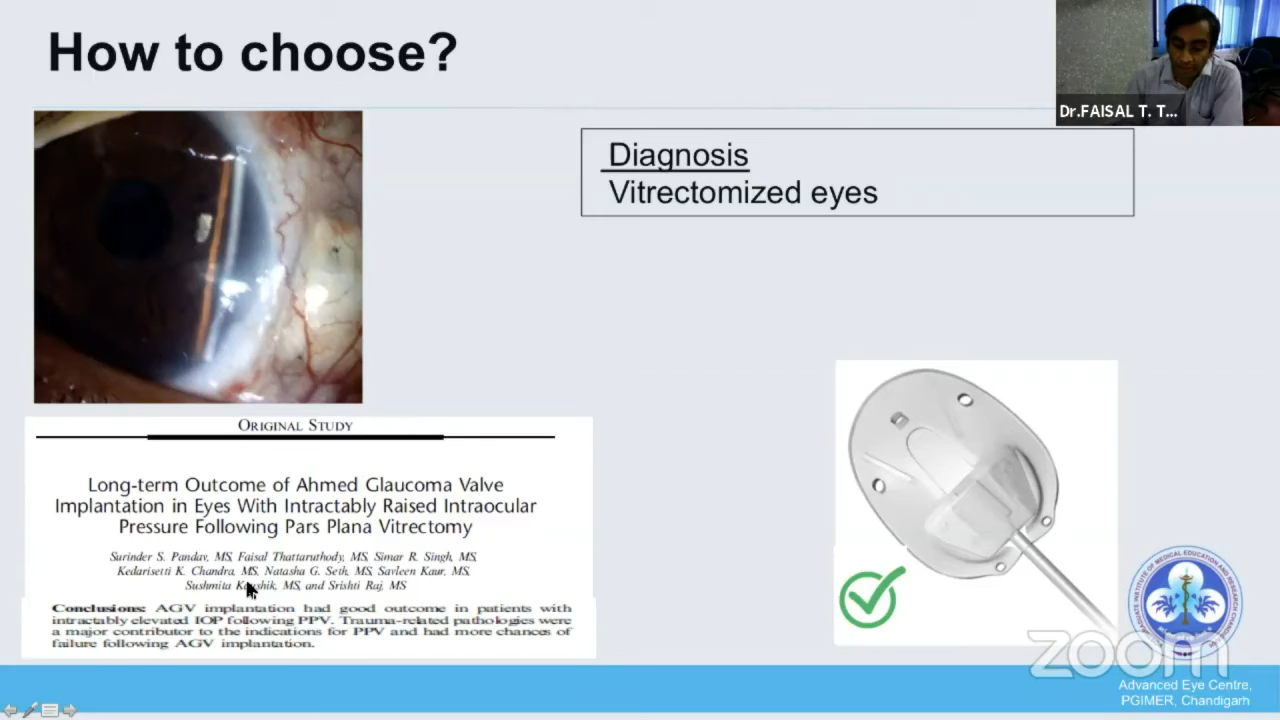 How to choose?
Dr.FAISAL T. T...
Diagnosis
Vitrectomized eyes
ORIGINAL STUDY
Long-term Outcome of Ahmed Glaucoma Valve
Implantation in Eyes With Intractably Raised Intraocular
Pressure Following Pars Plana Vitrectomy
Surinder S. Pandav, MS, Faisal Thattaruthody, MS, Simar R. Singh, MS,
Kedarisetti K. Chandra, MS, Natasha G. Seth, MS, Savleen Kaur, MS,
Sushmita Kaushik, MS, and Srishti Raj, MS
Conclusions: AGV implantation had good outcome in patients with
intractably elevated IOP following PPV. Trauma-related pathologies were
a major contributor to the indications for PPV and had more chances of
failure following AGV implantation.
zoom
Advanced Eye Centre,
PGIMER, Chandigarh